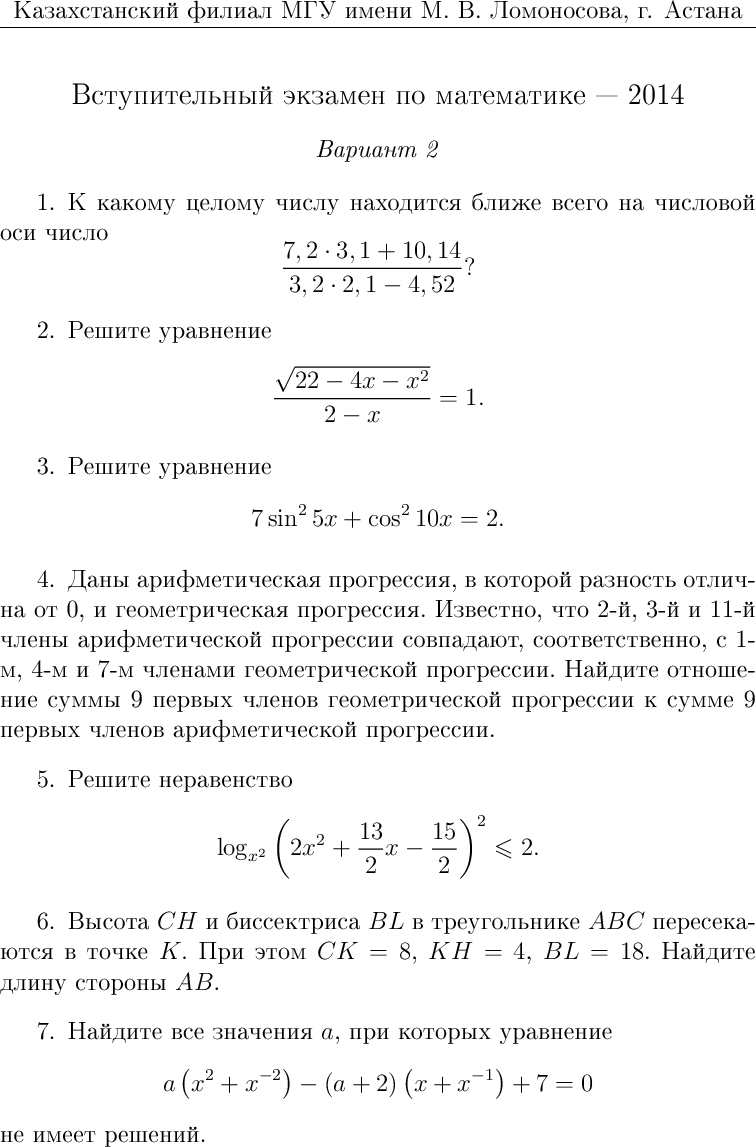 Казахстанский филиал МГУ имени М. В. Ломоносова, г. Астана
Вступительный экзамен по математике — 2014
Вариант 2
1. К какому целому числу находится ближе всего на числовой
оси число
\frac{7,2 \cdot 3,1 + 10,14}{3,2 \cdot 2,1 - 4,52}?
2. Решите уравнение
\frac{\sqrt{22 - 4x - x^2}}{2 - x} = 1.
3. Решите уравнение
7 \sin^2 5x + \cos^2 10x = 2.
4. Даны арифметическая прогрессия, в которой разность отлич-
на от 0, и геометрическая прогрессия. Известно, что 2-й, 3-й и 11-й
члены арифметической прогрессии совпадают, соответственно, с 1-
м, 4-м и 7-м членами геометрической прогрессии. Найдите отноше-
ние суммы 9 первых членов геометрической прогрессии к сумме 9
первых членов арифметической прогрессии.
5. Решите неравенство
\log_{x^2} \left( 2x^2 + \frac{13}{2}x - \frac{15}{2} \right)^2 \leqslant 2.
6. Высота CH и биссектриса BL в треугольнике ABC пересека-
ются в точке K. При этом CK = 8, KH = 4, BL = 18. Найдите
длину стороны AB.
7. Найдите все значения a, при которых уравнение
a \left( x^2 + x^{-2} \right) - (a + 2) \left( x + x^{-1} \right) + 7 = 0
не имеет решений.